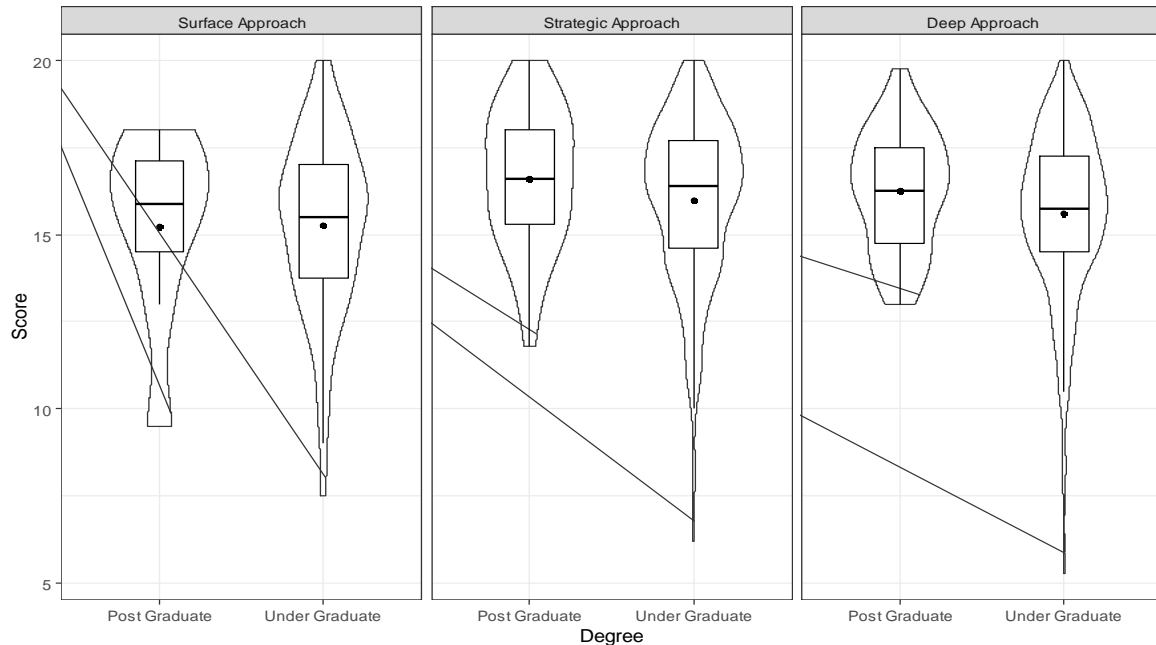 Surface Approach Strategic Approach Deep Approach
20
15
10
5
Score
Post Graduate Under Graduate Post Graduate Under Graduate Post Graduate Under Graduate
Degree